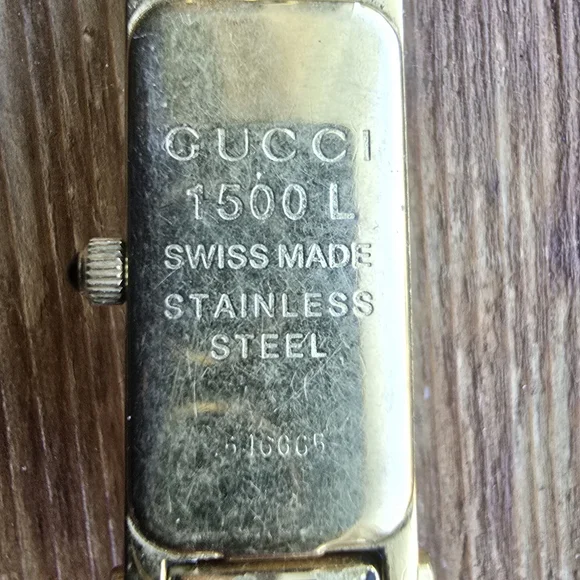 GUCCI
1500 L
SWISS MADE
STAINLESS
STEEL